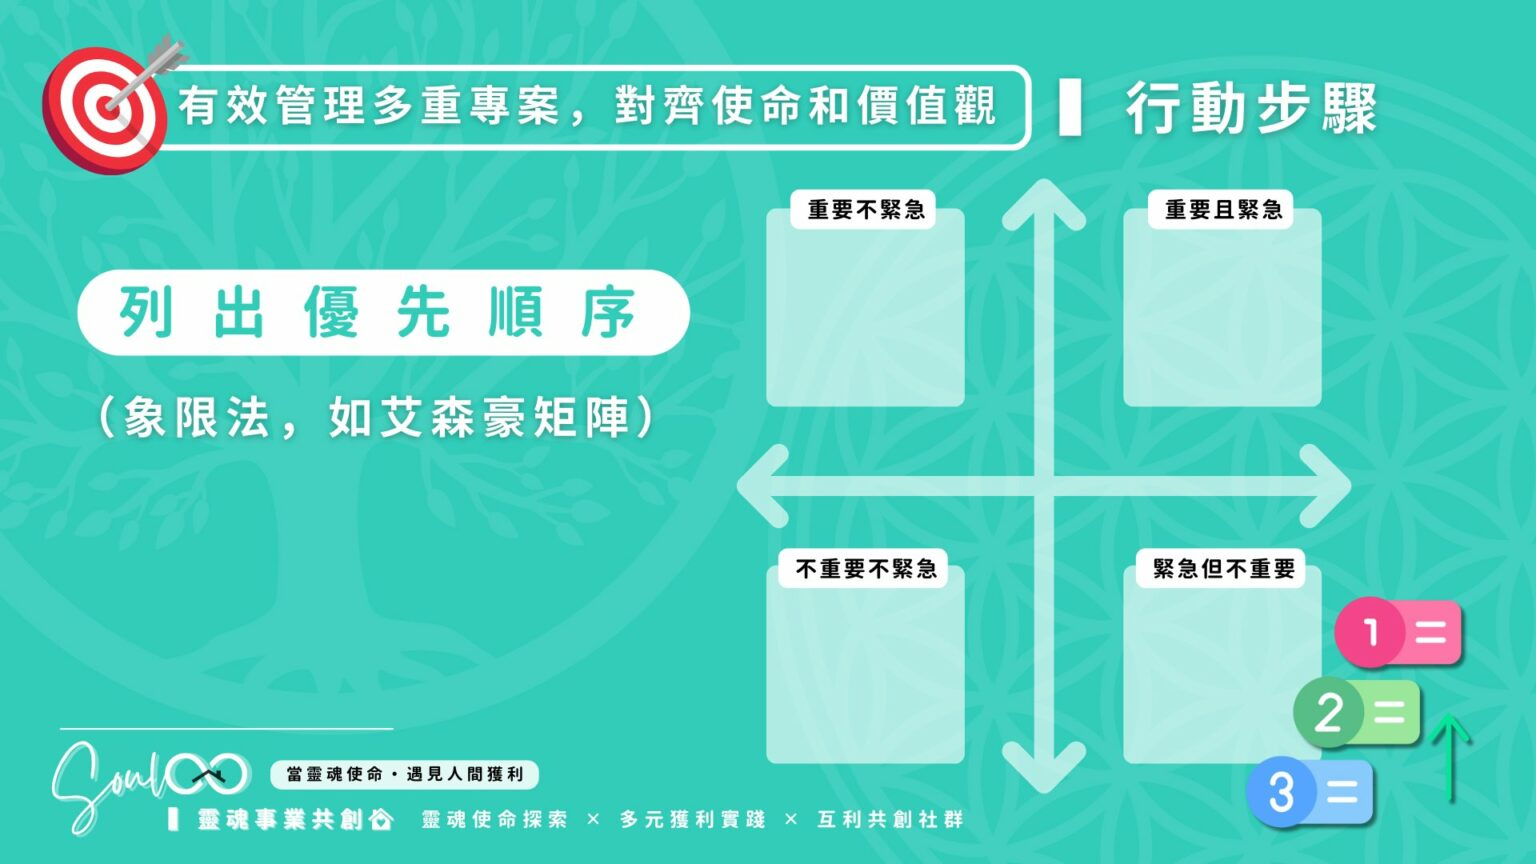 有效管理多重專案，對齊使命和價值觀
行動步驟
列出優先順序
（象限法，如艾森豪矩陣）
重要不緊急
重要且緊急
不重要不緊急
緊急但不重要
1
2
3
Soul
當靈魂使命・遇見人間獲利
靈魂事業共創
靈魂使命探索 × 多元獲利實踐 × 互利共創社群